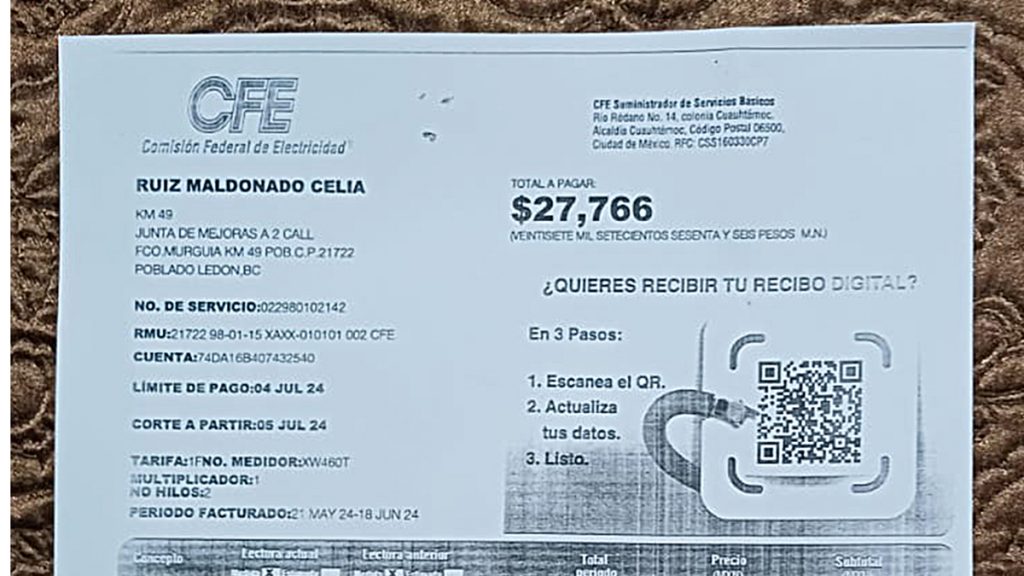 CFE
Comisión Federal de Electricidad
CFE Suministrador de Servicios Básicos
Río Ródano No. 14, colonia Cuauhtémoc,
Alcaldía Cuauhtémoc, Código Postal 06500,
Ciudad de México. RFC: CSS160330CP7
RUIZ MALDONADO CELIA
KM 49
JUNTA DE MEJORAS A 2 CALL
FCO.MURGUIA KM 49 POB.C.P.21722
POBLADO LEDON,BC
TOTAL A PAGAR:
$27,766
(VEINTISIETE MIL SETECIENTOS SESENTA Y SEIS PESOS M.N.)
NO. DE SERVICIO:022980102142
RMU:21722 98-01-15 XAXX-010101 002 CFE
CUENTA:74DA16B407432540
LÍMITE DE PAGO:04 JUL 24
CORTE A PARTIR:05 JUL 24
TARIFA:1FNO. MEDIDOR:XW460T
MULTIPLICADOR:1
NO HILOS:2
PERIODO FACTURADO:21 MAY 24-18 JUN 24
¿QUIERES RECIBIR TU RECIBO DIGITAL?
En 3 Pasos:
1. Escanea el QR.
2. Actualiza
tus datos.
3. Listo.
Concepto Lectura actual Lectura anterior Total Precio Subtotal
periodo